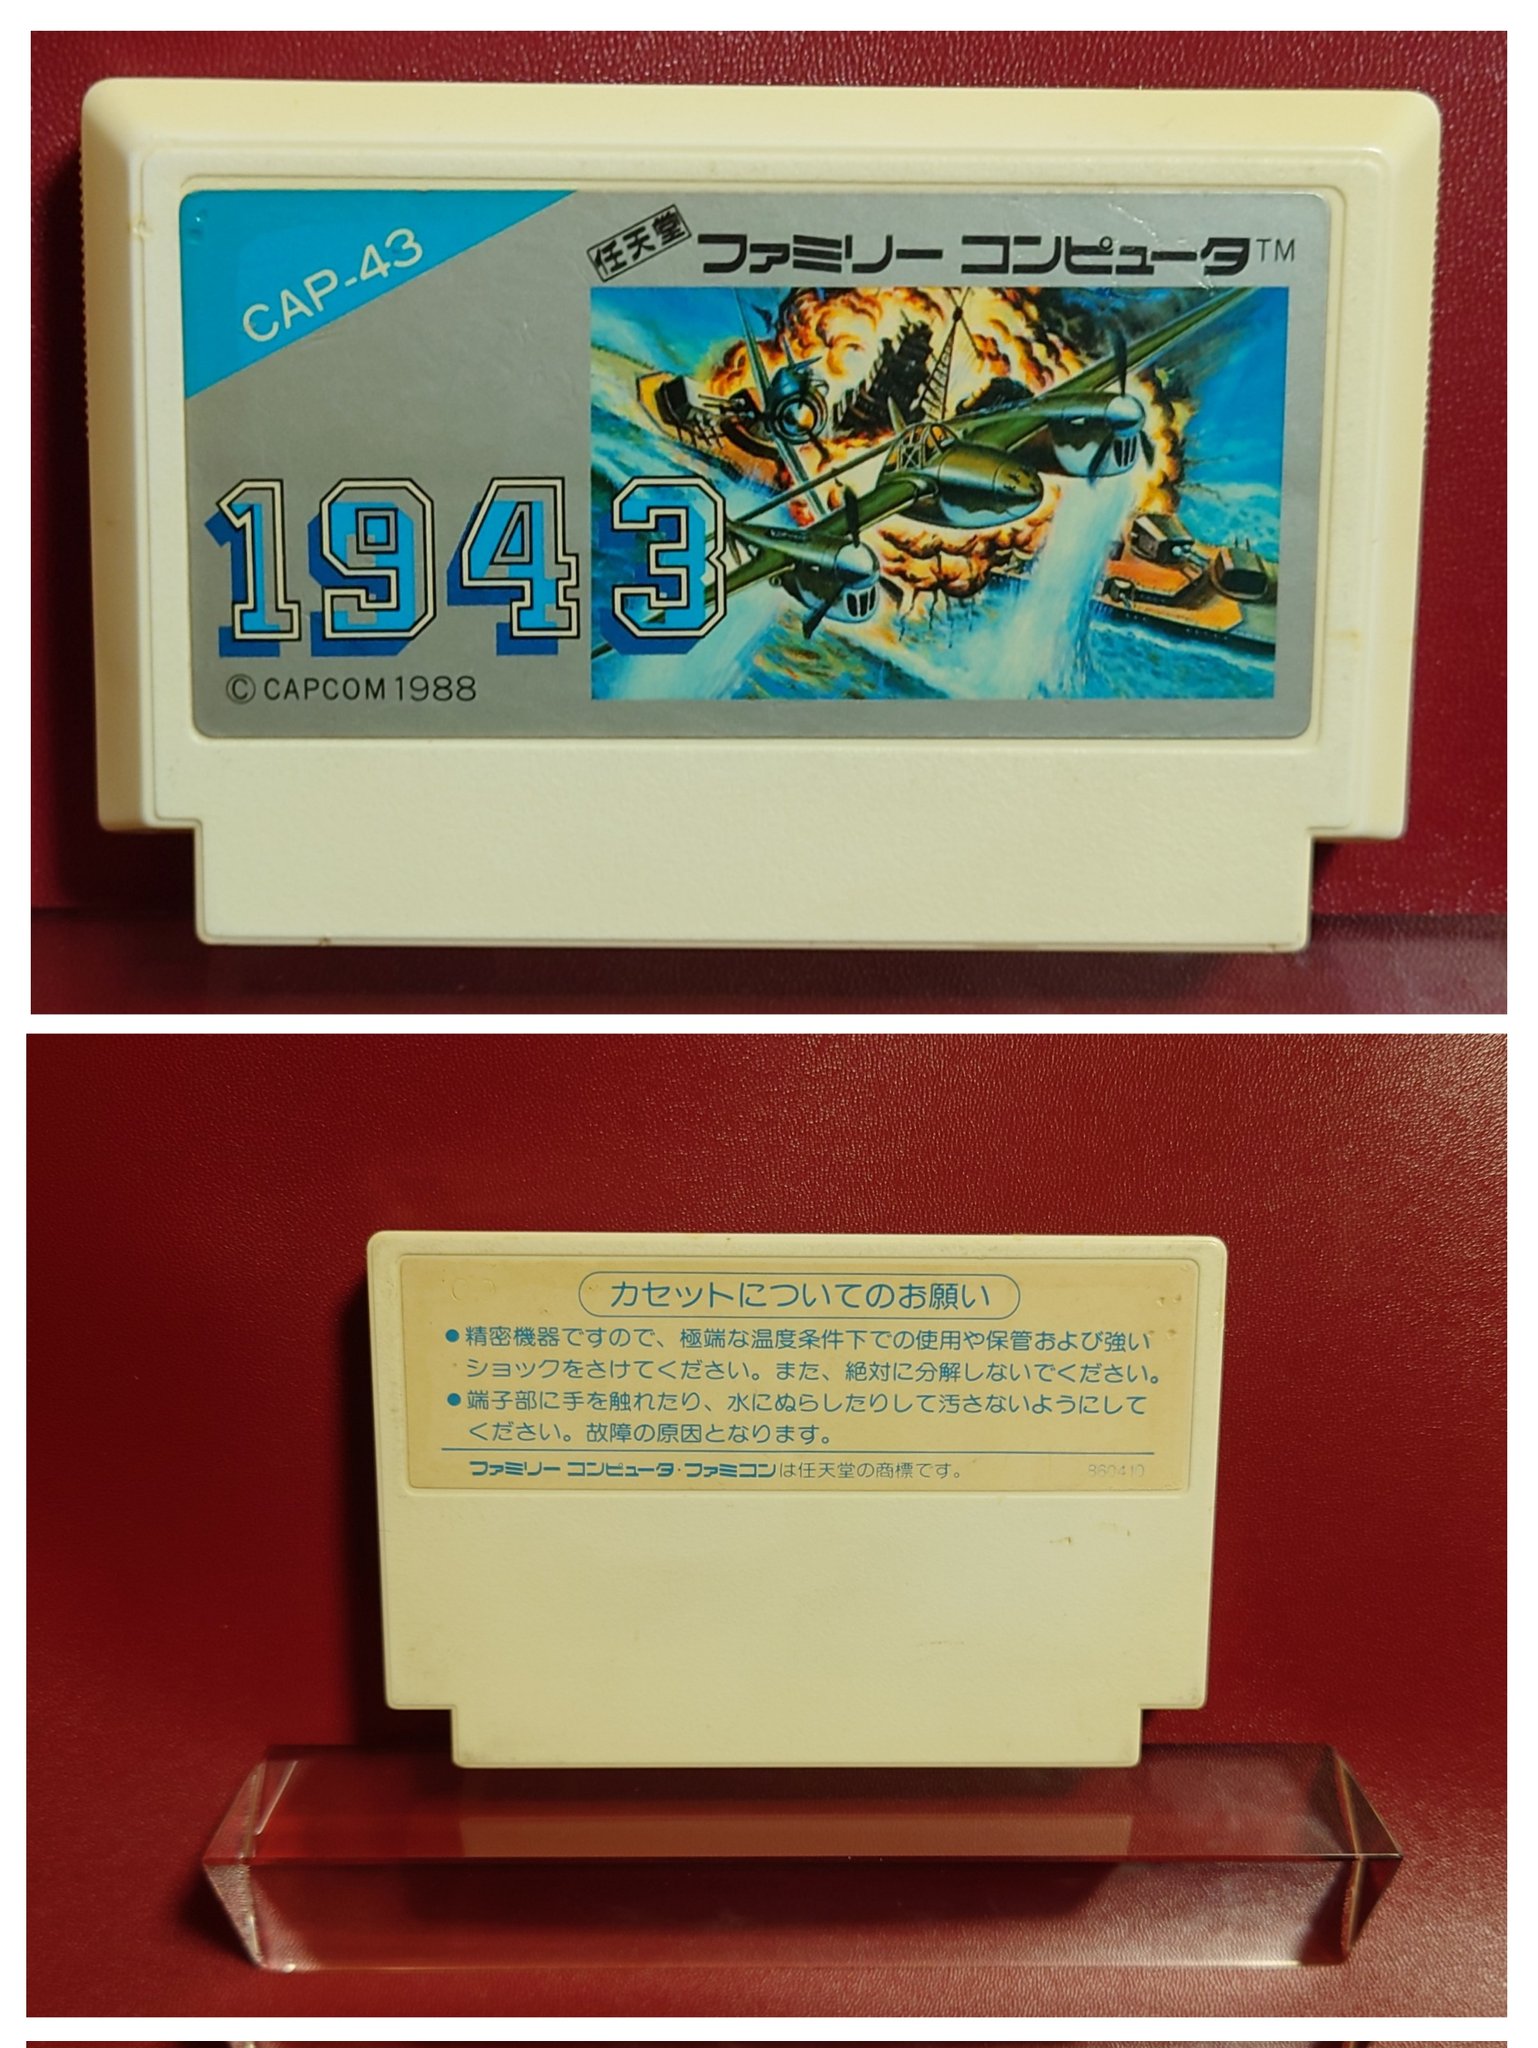 CAP-43
任天堂 ファミリー コンピュータ TM
1943
© CAPCOM 1988
カセットについてのお願い
●精密機器ですので、極端な温度条件下での使用や保管および強い
ショックをさけてください。また、絶対に分解しないでください。
●端子部に手を触れたり、水にぬらしたりして汚さないようにして
ください。故障の原因となります。
ファミリー コンピュータ・ファミコンは任天堂の商標です。
860410